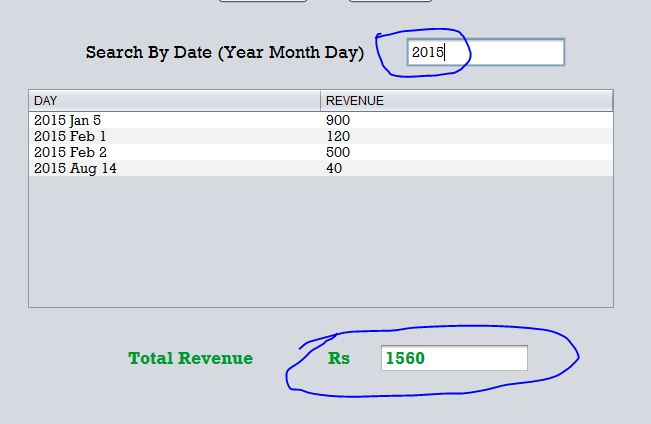 Search By Date (Year Month Day) 2015
DAY REVENUE
2015 Jan 5 900
2015 Feb 1 120
2015 Feb 2 500
2015 Aug 14 40
Total Revenue Rs 1560